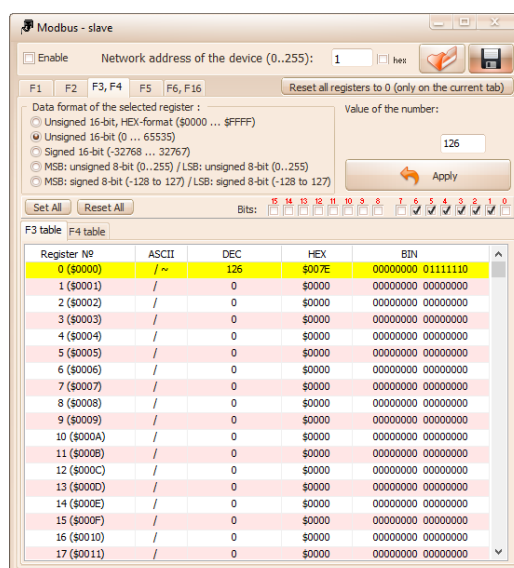 Modbus - slave
Enable Network address of the device (0..255): 1 hex
F1 F2 F3, F4 F5 F6, F16 Reset all registers to 0 (only on the current tab)
Data format of the selected register : Value of the number:
Unsigned 16-bit, HEX-format ($0000 ... $FFFF)
Unsigned 16-bit (0 ... 65535) 126
Signed 16-bit (-32768 ... 32767)
MSB: unsigned 8-bit (0..255) / LSB: unsigned 8-bit (0..255)
MSB: signed 8-bit (-128 to 127) / LSB: signed 8-bit (-128 to 127) Apply
15 14 13 12 11 10 9 8 7 6 5 4 3 2 1 0
Set All Reset All Bits:
F3 table F4 table
Register Nº ASCII DEC HEX BIN
0 ($0000) / ~ 126 $007E 00000000 01111110
1 ($0001) / 0 $0000 00000000 00000000
2 ($0002) / 0 $0000 00000000 00000000
3 ($0003) / 0 $0000 00000000 00000000
4 ($0004) / 0 $0000 00000000 00000000
5 ($0005) / 0 $0000 00000000 00000000
6 ($0006) / 0 $0000 00000000 00000000
7 ($0007) / 0 $0000 00000000 00000000
8 ($0008) / 0 $0000 00000000 00000000
9 ($0009) / 0 $0000 00000000 00000000
10 ($000A) / 0 $0000 00000000 00000000
11 ($000B) / 0 $0000 00000000 00000000
12 ($000C) / 0 $0000 00000000 00000000
13 ($000D) / 0 $0000 00000000 00000000
14 ($000E) / 0 $0000 00000000 00000000
15 ($000F) / 0 $0000 00000000 00000000
16 ($0010) / 0 $0000 00000000 00000000
17 ($0011) / 0 $0000 00000000 00000000